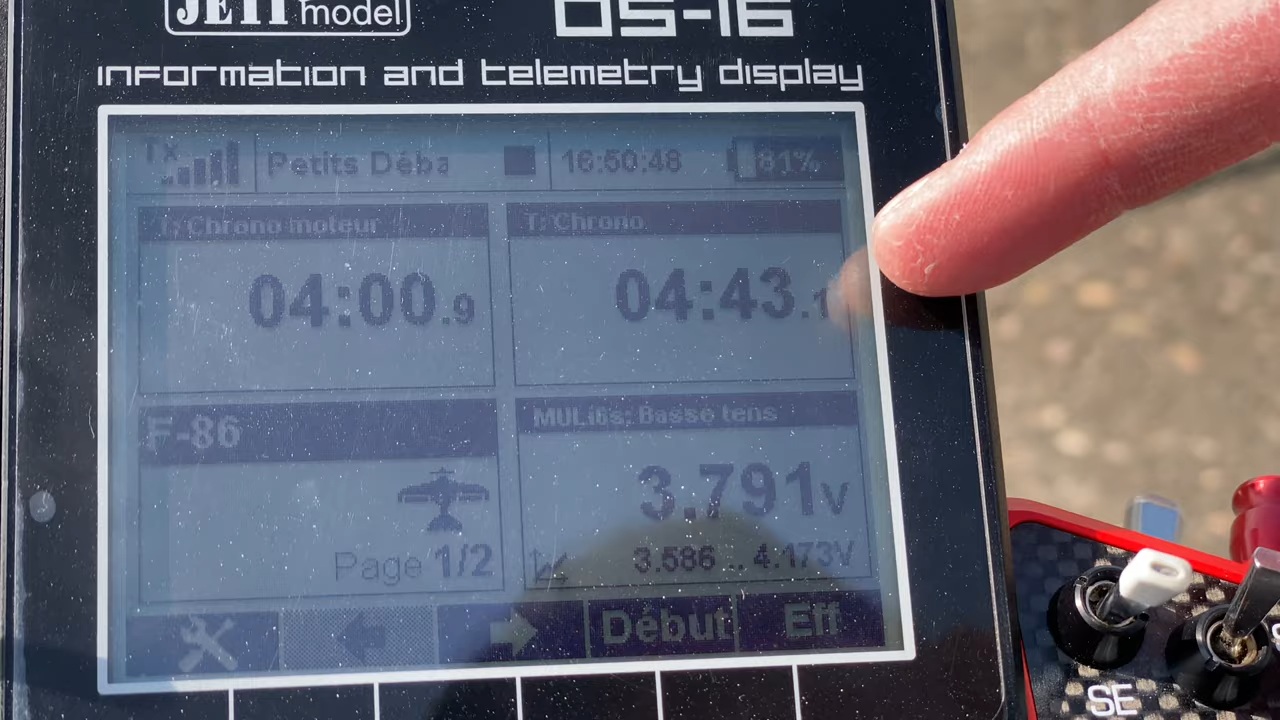 JETI model
DS-16
information and telemetry display
Tx
Petits Déba
16:50:48
81%
Chrono moteur
T: Chrono
04:00.9
04:43.1
F-86
MULi6s: Basse tens
3.791V
Page 1/2
3.586 .. 4.173V
Début
Eff
SE